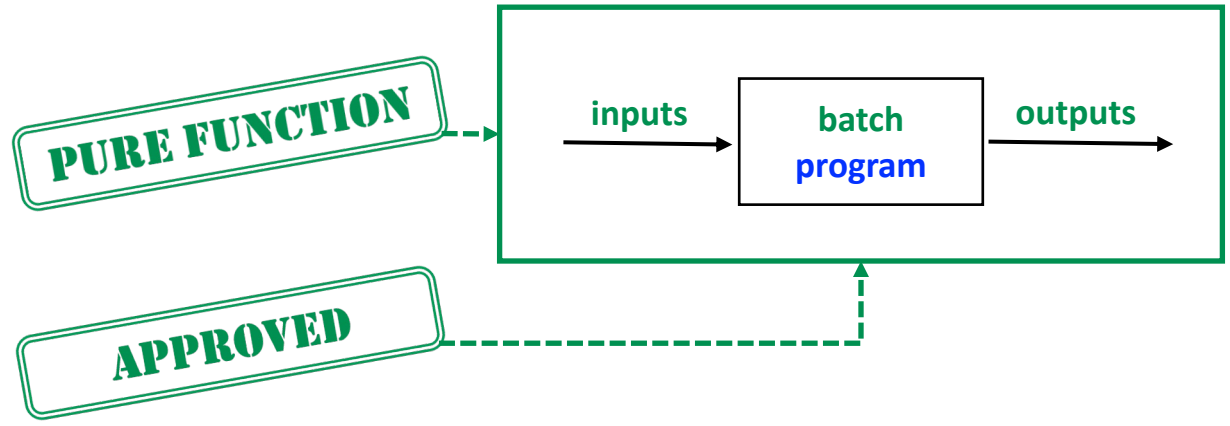 PURE FUNCTION
inputs
batch
program
outputs
APPROVED